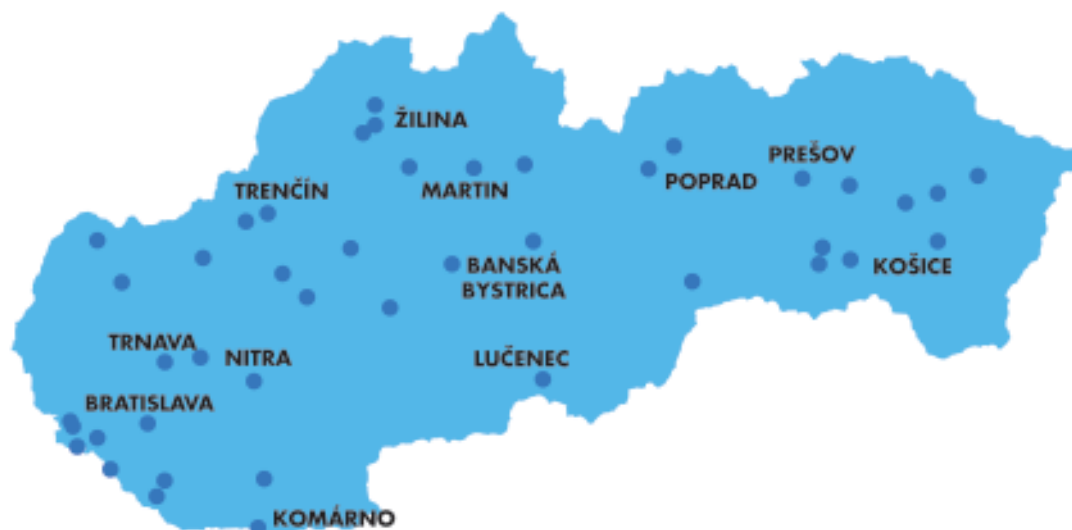 ŽILINA
PREŠOV
POPRAD
TRENČÍN
MARTIN
BANSKÁ
BYSTRICA
KOŠICE
TRNAVA
NITRA
LUČENEC
BRATISLAVA
KOMÁRNO